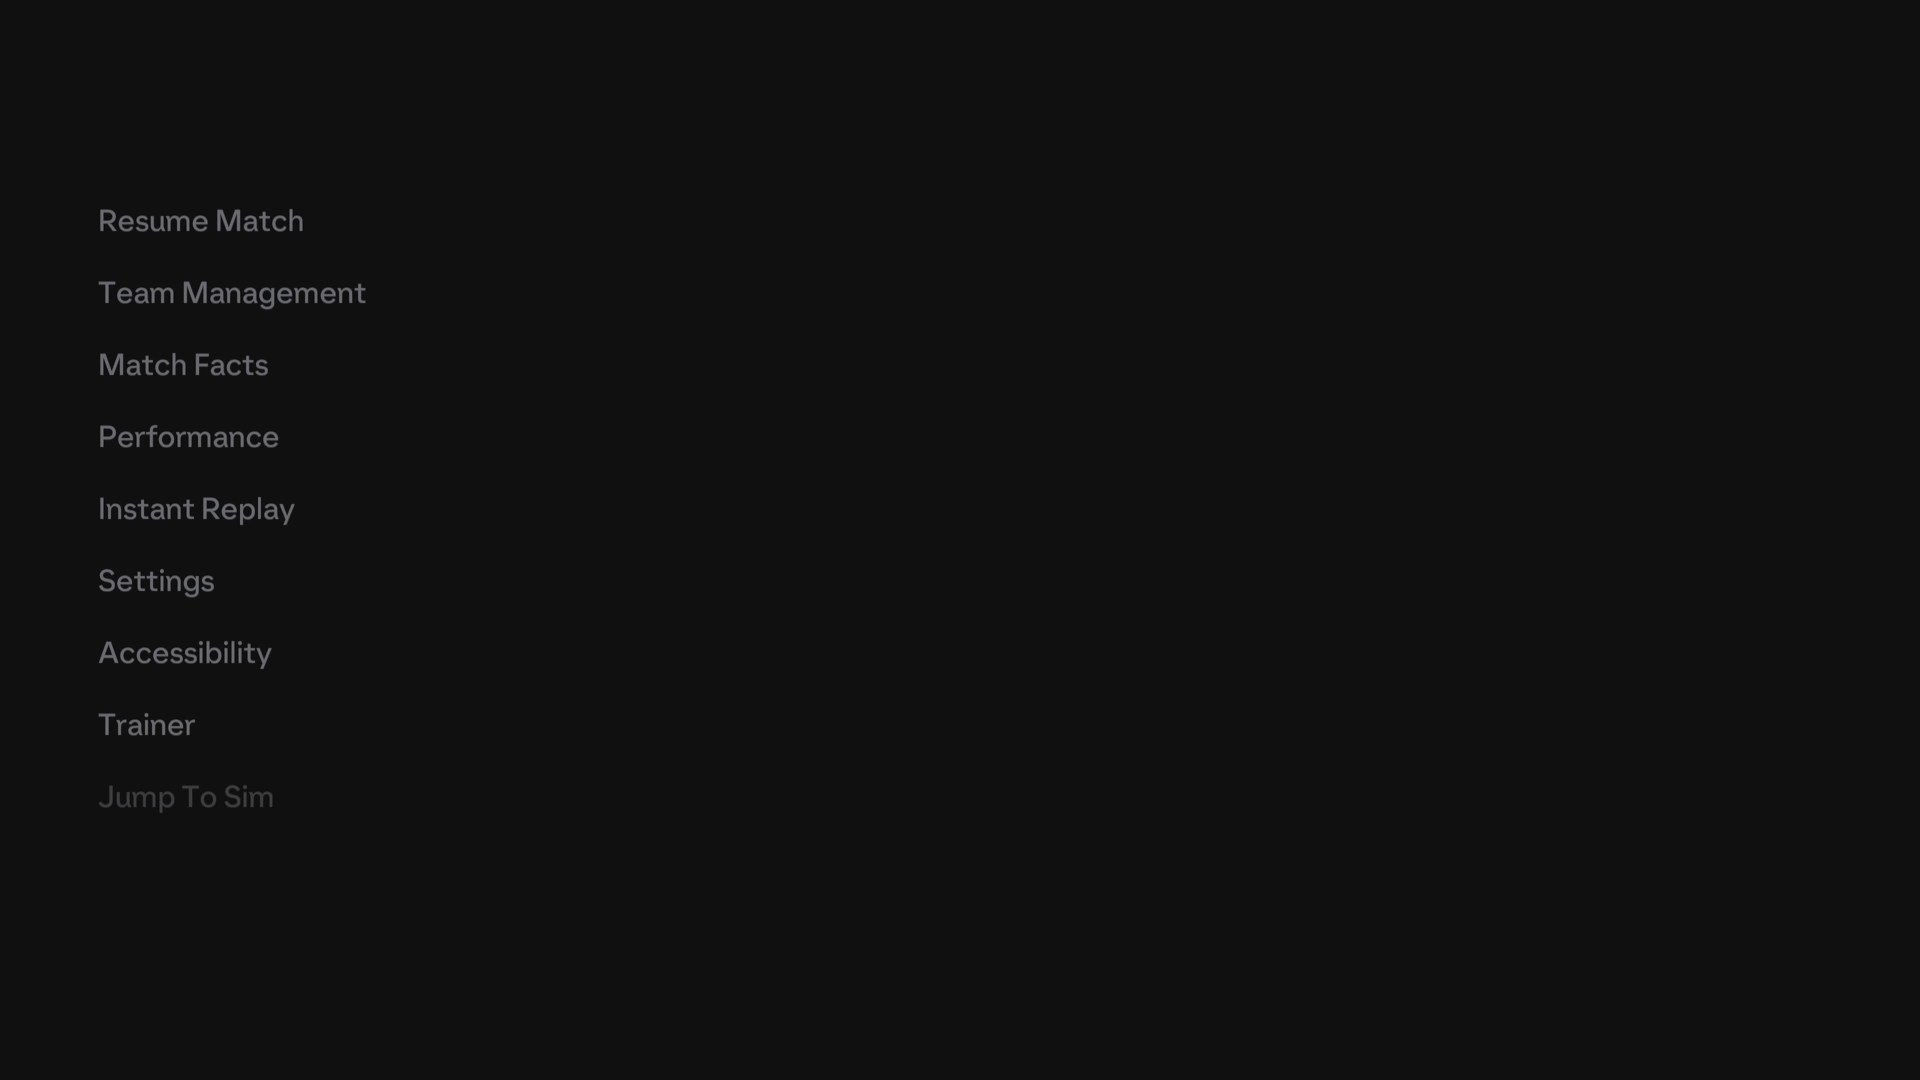 Resume Match
Team Management
Match Facts
Performance
Instant Replay
Settings
Accessibility
Trainer
Jump To Sim